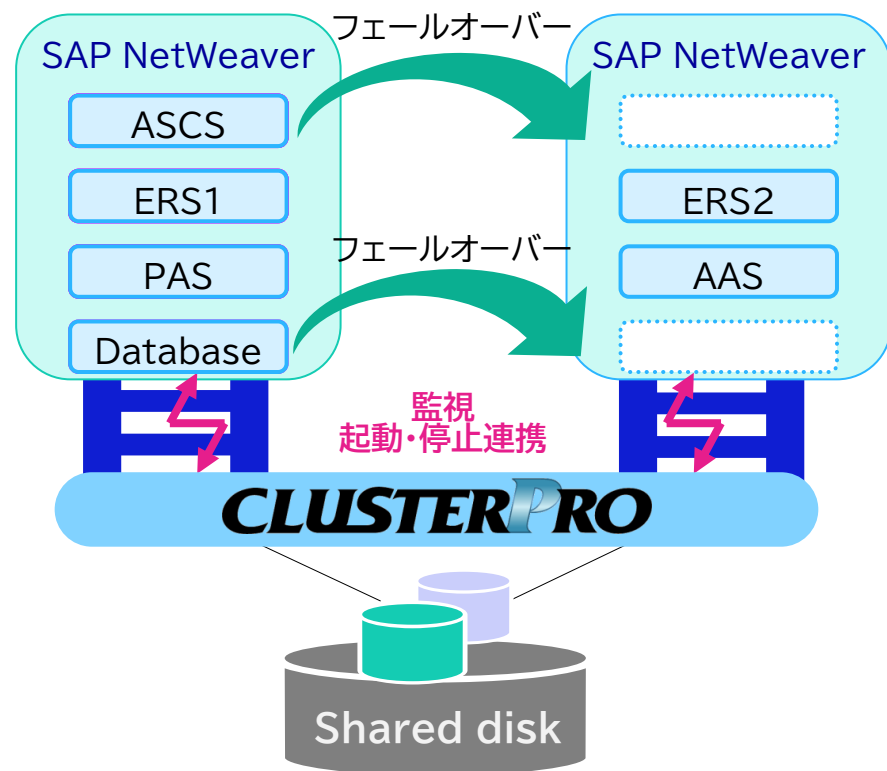 フェールオーバー
SAP NetWeaver
SAP NetWeaver
ASCS
ERS1
ERS2
フェールオーバー
PAS
AAS
Database
監視
起動・停止連携
CLUSTERPRO
Shared disk